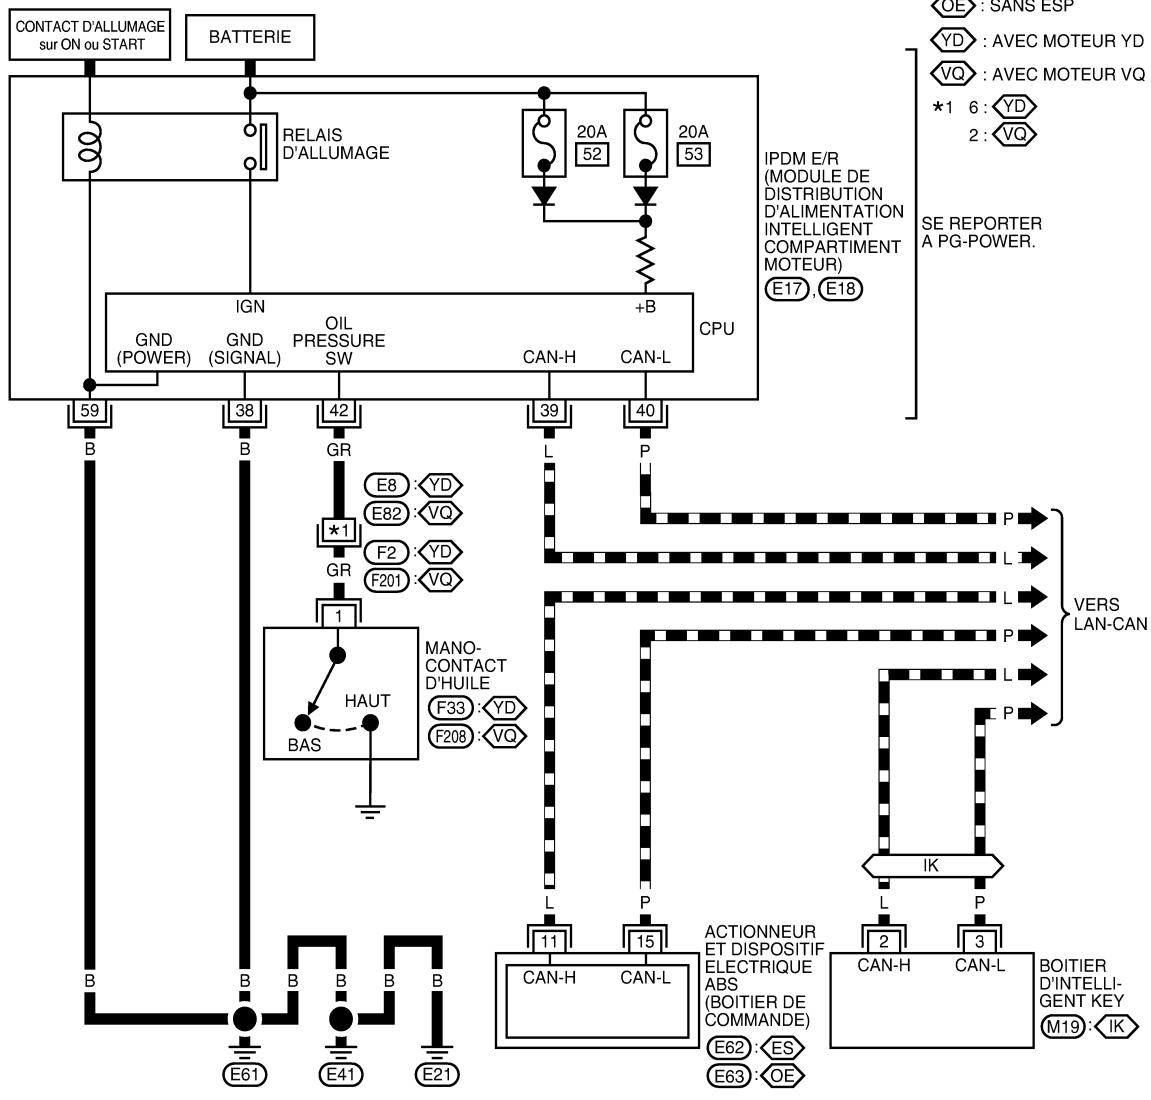 CONTACT D'ALLUMAGE
sur ON ou START
BATTERIE
OE : SANS ESP
YD : AVEC MOTEUR YD
VQ : AVEC MOTEUR VQ
*1 6 : YD
2 : VQ
RELAIS
D'ALLUMAGE
20A
52
20A
53
IPDM E/R
(MODULE DE
DISTRIBUTION
D'ALIMENTATION
INTELLIGENT
COMPARTIMENT
MOTEUR)
E17 , E18
SE REPORTER
A PG-POWER.
IGN
+B
CPU
GND
(POWER)
GND
(SIGNAL)
OIL
PRESSURE
SW
CAN-H
CAN-L
59
38
42
39
40
B
B
GR
L
P
E8 : YD
E82 : VQ
*1
F2 : YD
F201 : VQ
GR
1
P
L
L
P
L
P
VERS
LAN-CAN
MANO-
CONTACT
D'HUILE
F33 : YD
F208 : VQ
HAUT
BAS
IK
L
P
L
P
11
15
2
3
ACTIONNEUR
ET DISPOSITIF
ELECTRIQUE
ABS
(BOITIER DE
COMMANDE)
E62 : ES
E63 : OE
CAN-H
CAN-L
CAN-H
CAN-L
BOITIER
D'INTELLI-
GENT KEY
M19 : IK
B
B
B
B
B
B
E61
E41
E21